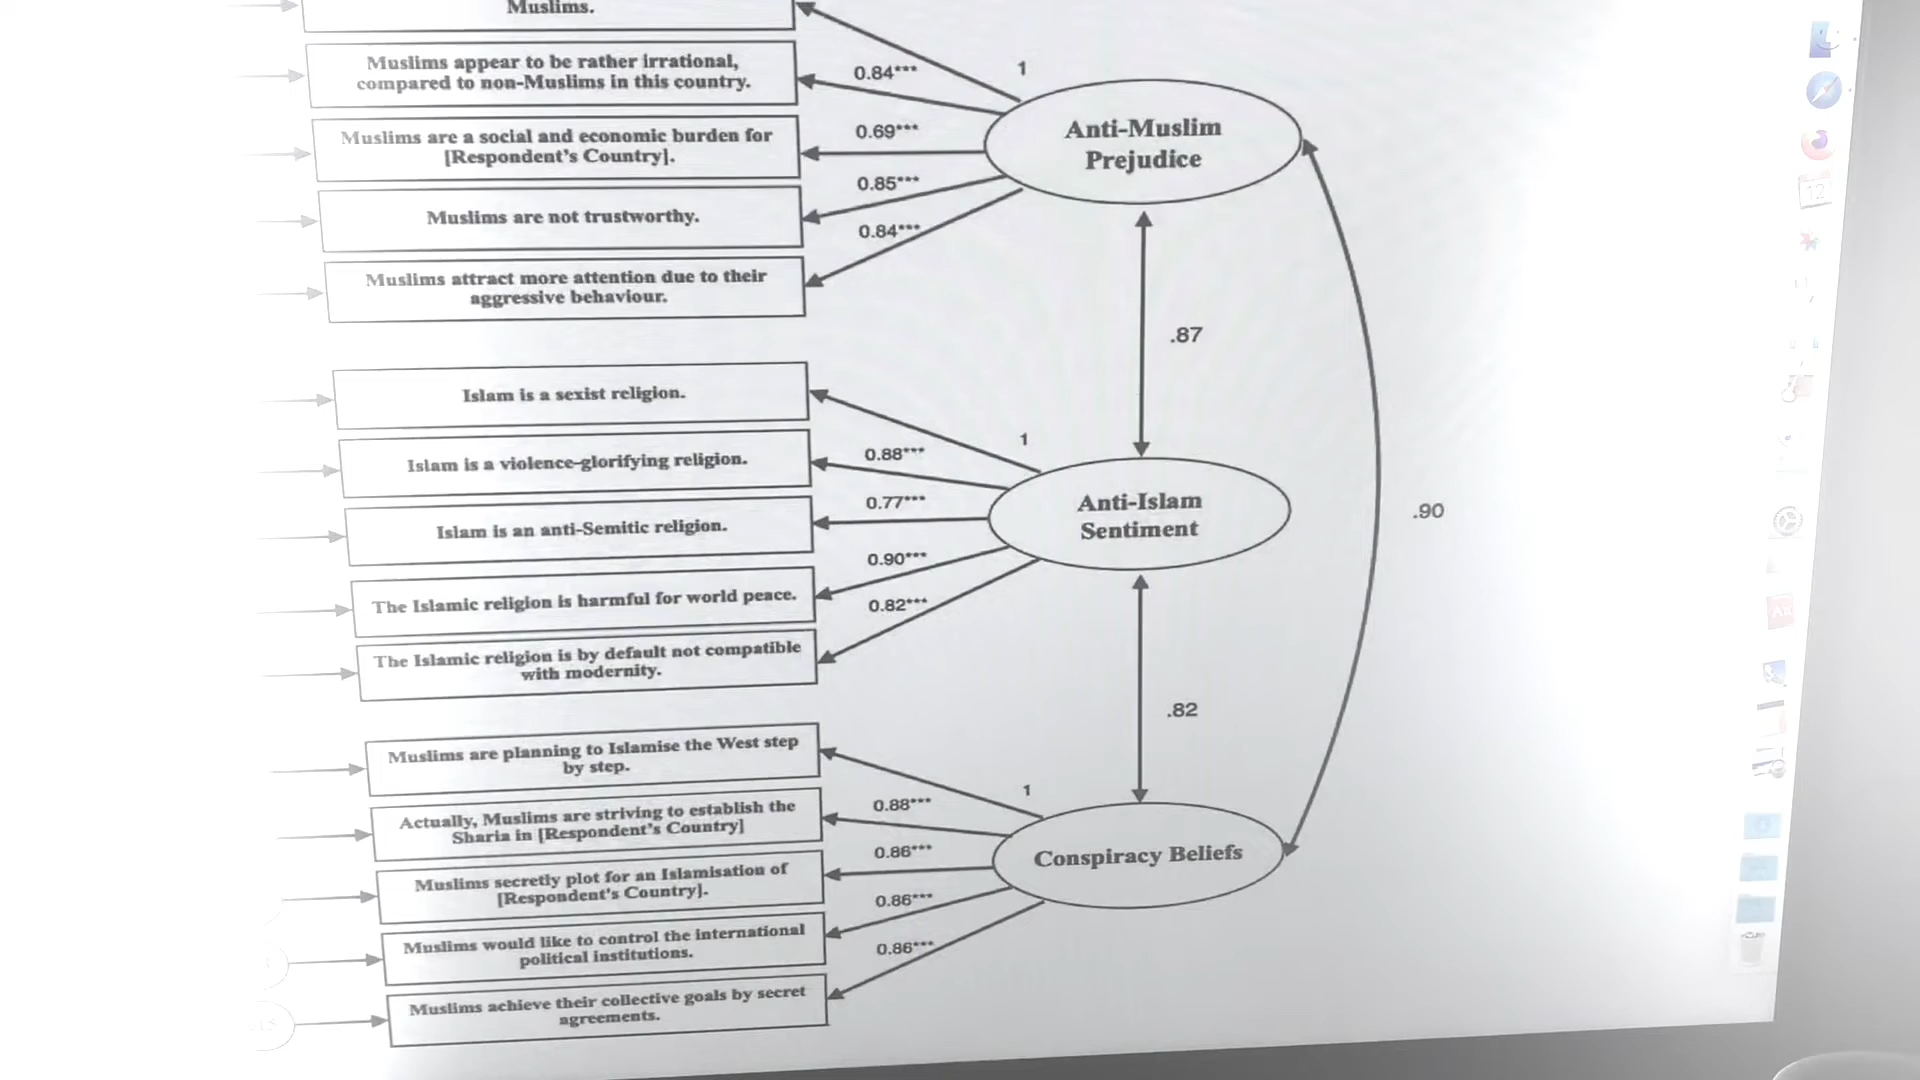 Muslims.
Muslims appear to be rather irrational,
compared to non-Muslims in this country.
Muslims are a social and economic burden for
[Respondent's Country].
Muslims are not trustworthy.
Muslims attract more attention due to their
aggressive behaviour.
1
0.84***
0.69***
0.85***
0.84***
Anti-Muslim
Prejudice
.87
Islam is a sexist religion.
Islam is a violence-glorifying religion.
Islam is an anti-Semitic religion.
The Islamic religion is harmful for world peace.
The Islamic religion is by default not compatible
with modernity.
1
0.88***
0.77***
0.90***
0.82***
Anti-Islam
Sentiment
.90
.82
Muslims are planning to Islamise the West step
by step.
Actually, Muslims are striving to establish the
Sharia in [Respondent's Country]
Muslims secretly plot for an Islamisation of
[Respondent's Country].
Muslims would like to control the international
political institutions.
Muslims achieve their collective goals by secret
agreements.
1
0.88***
0.86***
0.86***
0.86***
Conspiracy Beliefs
12